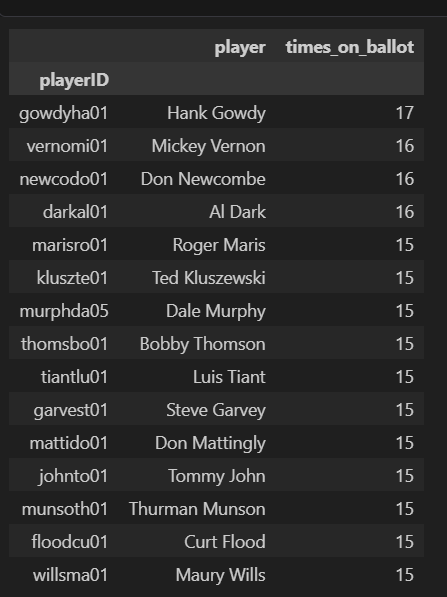 player times_on_ballot
playerID
gowdyha01 Hank Gowdy 17
vernomi01 Mickey Vernon 16
newcodo01 Don Newcombe 16
darkal01 Al Dark 16
marisro01 Roger Maris 15
kluszte01 Ted Kluszewski 15
murphda05 Dale Murphy 15
thomsbo01 Bobby Thomson 15
tiantlu01 Luis Tiant 15
garvest01 Steve Garvey 15
mattido01 Don Mattingly 15
johnto01 Tommy John 15
munsoth01 Thurman Munson 15
floodcu01 Curt Flood 15
willsma01 Maury Wills 15